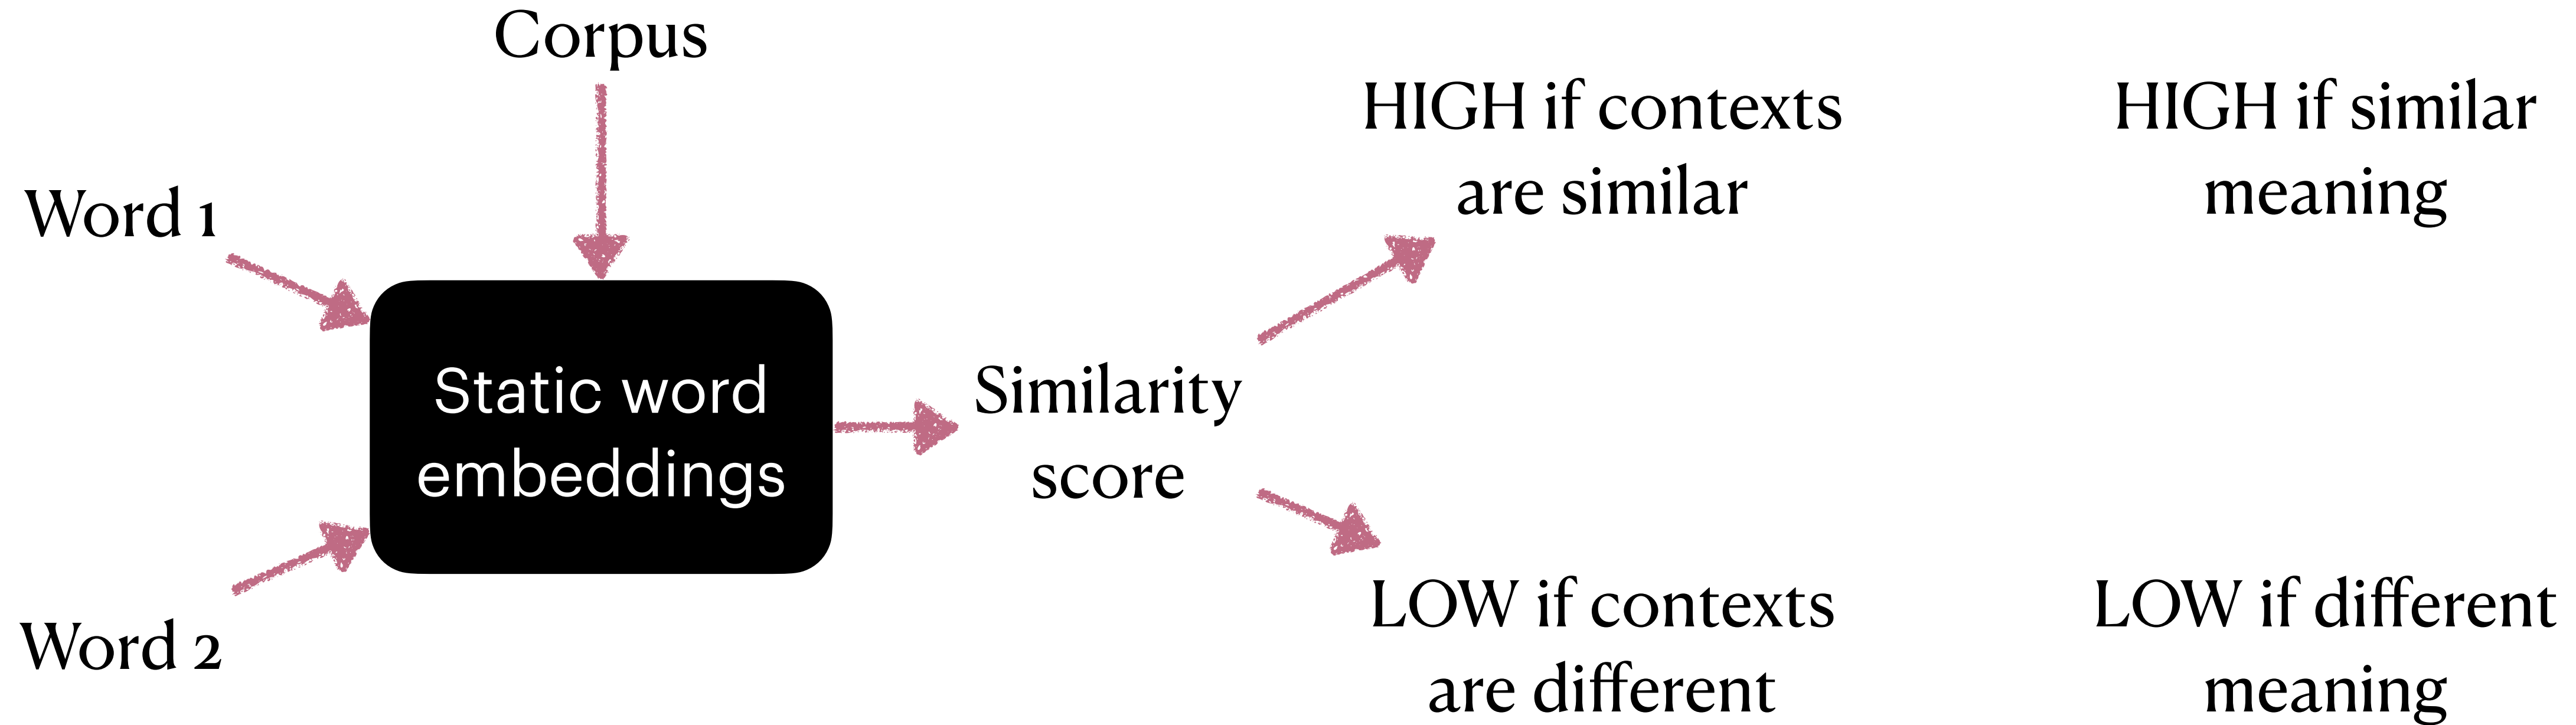 Corpus
Word 1
Word 2
Static word
embeddings
Similarity
score
HIGH if contexts
are similar
LOW if contexts
are different
HIGH if similar
meaning
LOW if different
meaning